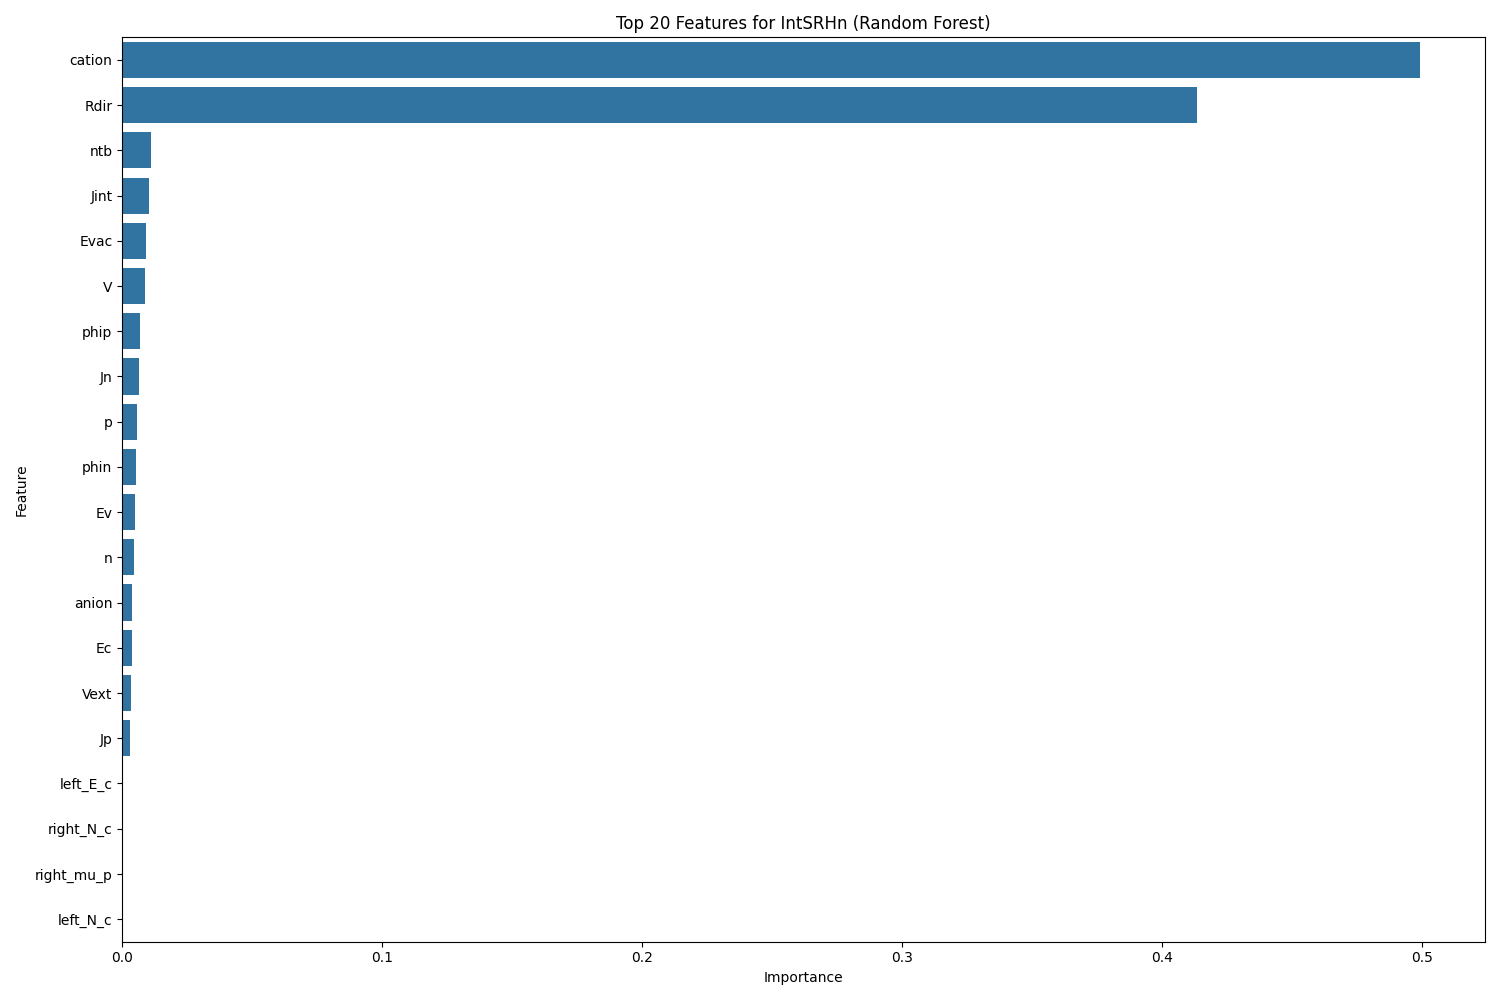 Top 20 Features for IntSRHn (Random Forest)
cation
Rdir
ntb
Jint
Evac
V
phip
Jn
p
phin
Ev
n
anion
Ec
Vext
Jp
left_E_c
right_N_c
right_mu_p
left_N_c
Feature
0.0 0.1 0.2 0.3 0.4 0.5
Importance